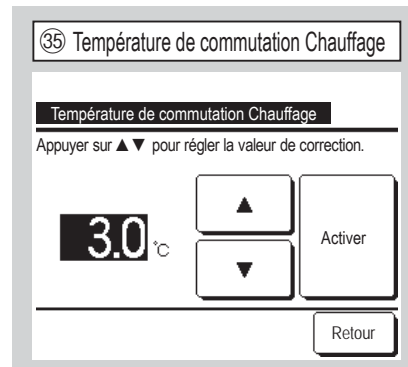 ㉟ Température de commutation Chauffage
Température de commutation Chauffage
Appuyer sur ▲▼ pour régler la valeur de correction.
▲
3.0 °C
Activer
▼
Retour